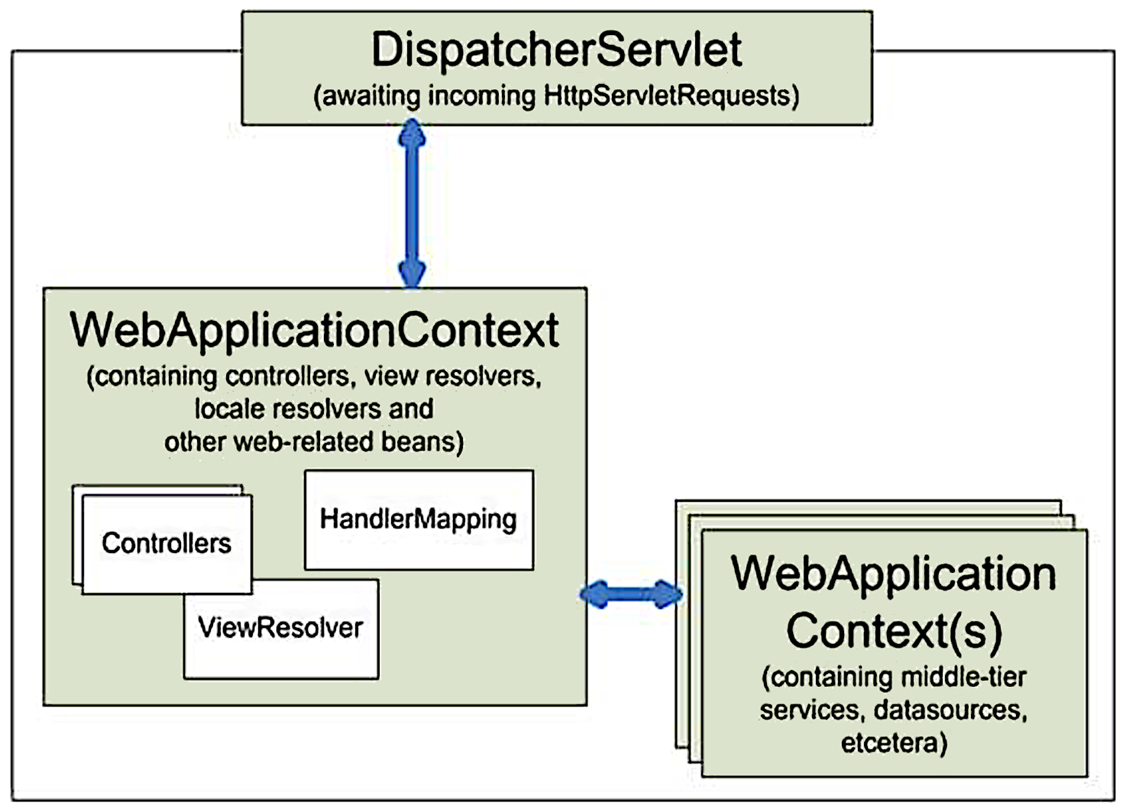 DispatcherServlet
(awaiting incoming HttpServletRequests)
WebApplicationContext
(containing controllers, view resolvers,
locale resolvers and
other web-related beans)
HandlerMapping
Controllers
ViewResolver
WebApplication
Context(s)
(containing middle-tier
services, datasources,
etcetera)